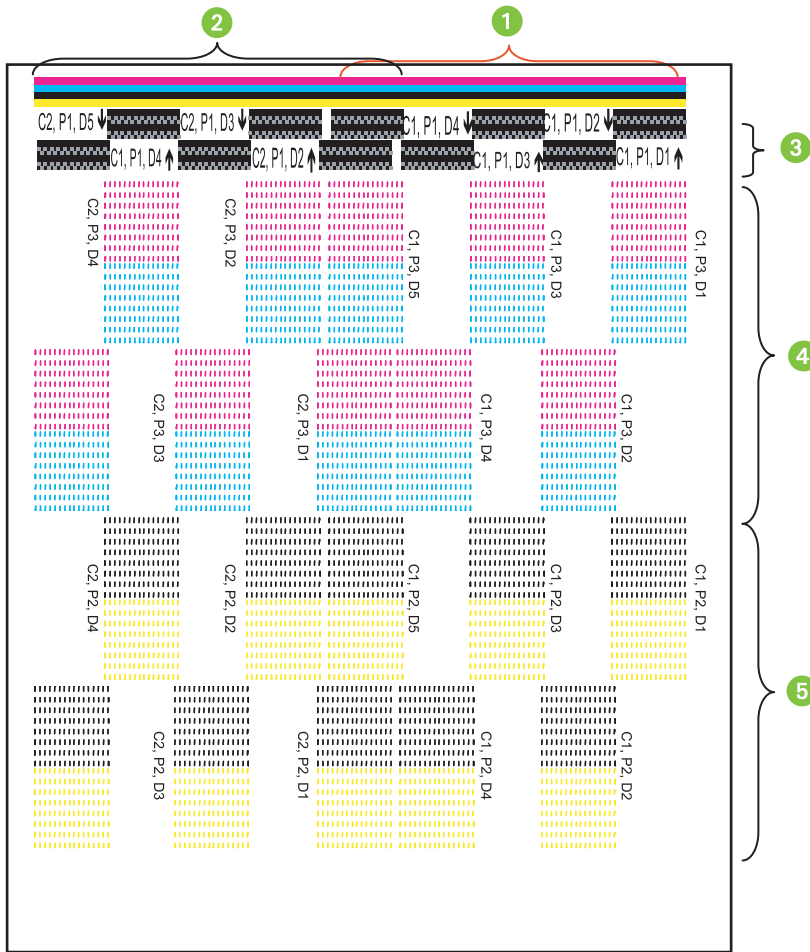 2
1
C2, P1, D5
C2, P1, D3
C1, P1, D4
C1, P1, D2
3
C1, P1, D4
C2, P1, D2
C1, P1, D3
C1, P1, D1
C2, P3, D4
C2, P3, D2
C1, P3, D5
C1, P3, D3
C1, P3, D1
4
C2, P3, D3
C2, P3, D1
C1, P3, D4
C1, P3, D2
C2, P2, D4
C2, P2, D2
C1, P2, D5
C1, P2, D3
C1, P2, D1
5
C2, P2, D3
C2, P2, D1
C1, P2, D4
C1, P2, D2